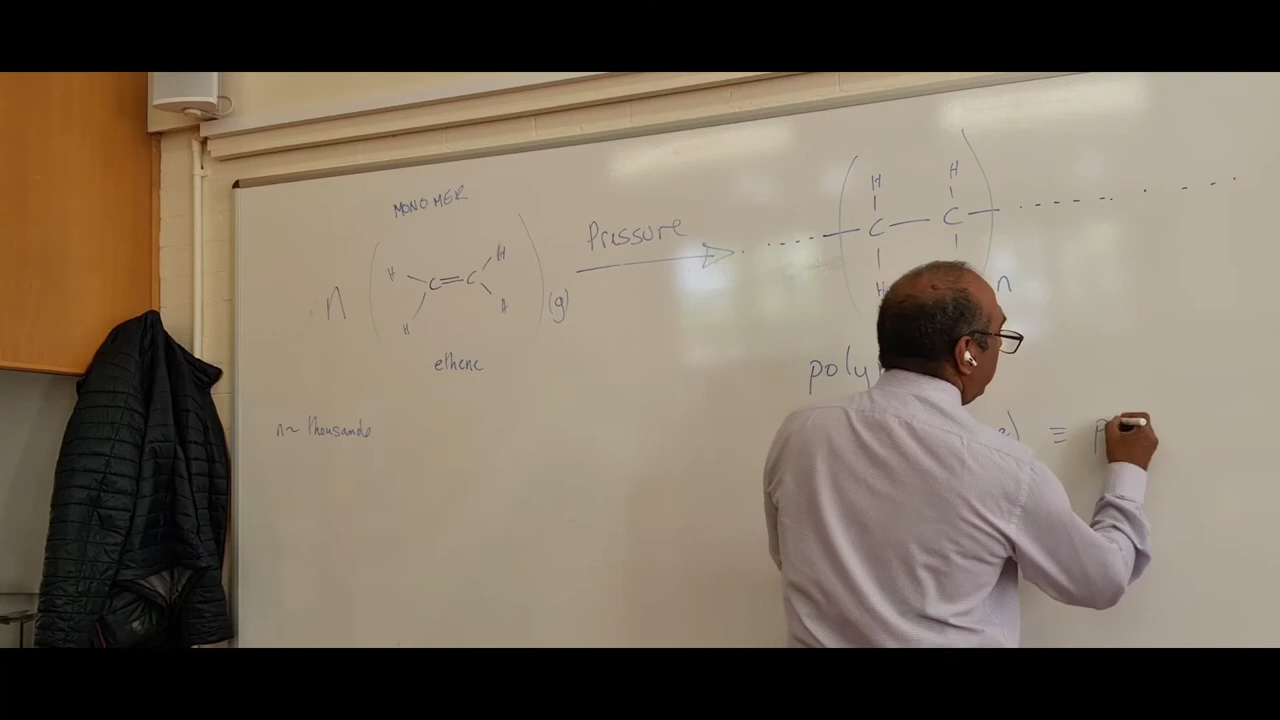 MONOMER
Pressure
n
H
H
C=C
H
H
(g)
ethene
n~ thousands
H
H
C
C
H
n
poly
≡ P